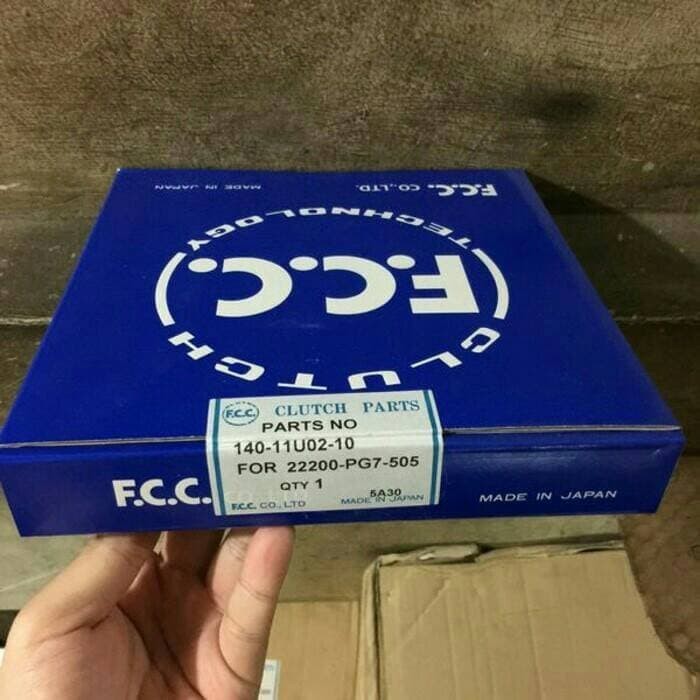 F.C.C. CO.,LTD.
MADE IN JAPAN
F.C.C.
CLUTCH
TECHNOLOGY
F.C.C. CLUTCH PARTS
PARTS NO
140-11U02-10
FOR 22200-PG7-505
QTY 1
5A30
F.C.C. CO., LTD
MADE IN JAPAN
F.C.C.
MADE IN JAPAN